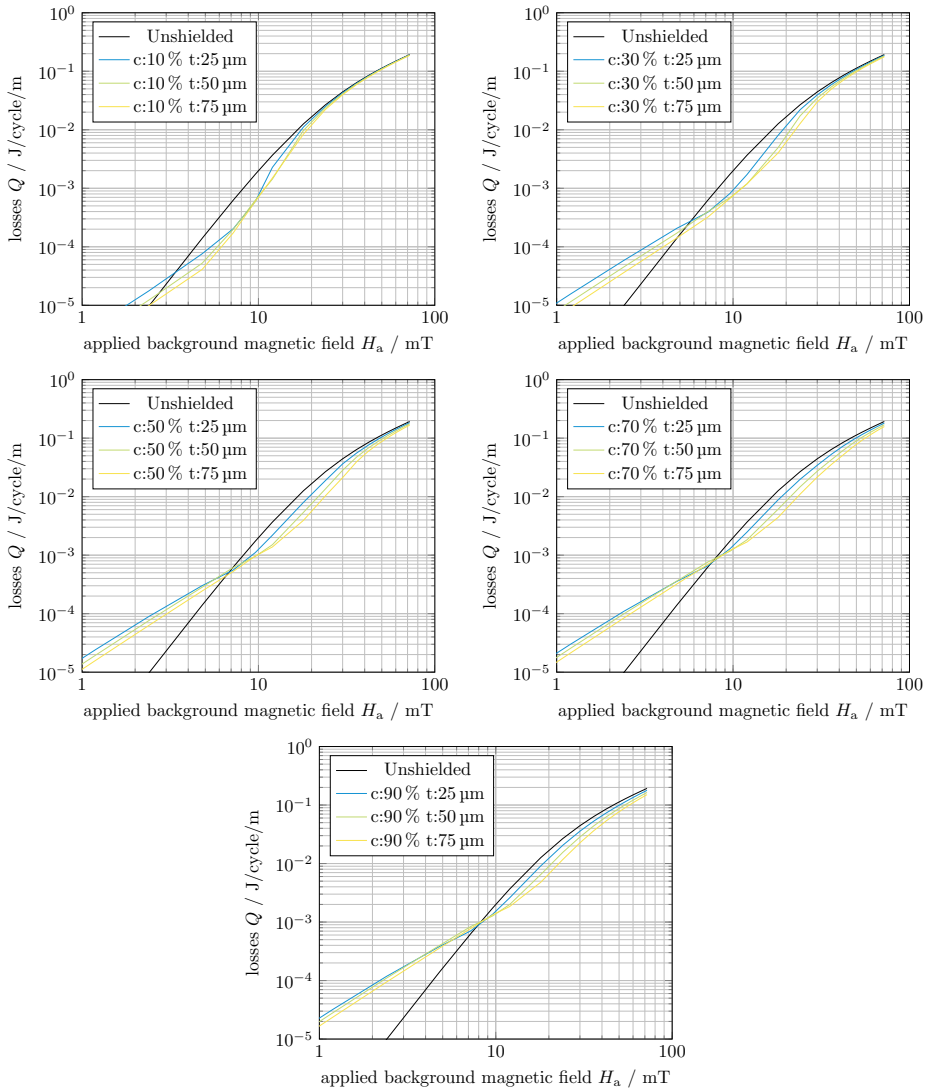 10^0
10^-1
10^-2
10^-3
10^-4
10^-5
losses Q / J/cycle/m
Unshielded
c:10 % t:25 µm
c:10 % t:50 µm
c:10 % t:75 µm
1
10
100
applied background magnetic field H_a / mT
10^0
10^-1
10^-2
10^-3
10^-4
10^-5
losses Q / J/cycle/m
Unshielded
c:30 % t:25 µm
c:30 % t:50 µm
c:30 % t:75 µm
1
10
100
applied background magnetic field H_a / mT
10^0
10^-1
10^-2
10^-3
10^-4
10^-5
losses Q / J/cycle/m
Unshielded
c:50 % t:25 µm
c:50 % t:50 µm
c:50 % t:75 µm
1
10
100
applied background magnetic field H_a / mT
10^0
10^-1
10^-2
10^-3
10^-4
10^-5
losses Q / J/cycle/m
Unshielded
c:70 % t:25 µm
c:70 % t:50 µm
c:70 % t:75 µm
1
10
100
applied background magnetic field H_a / mT
10^0
10^-1
10^-2
10^-3
10^-4
10^-5
losses Q / J/cycle/m
Unshielded
c:90 % t:25 µm
c:90 % t:50 µm
c:90 % t:75 µm
1
10
100
applied background magnetic field H_a / mT